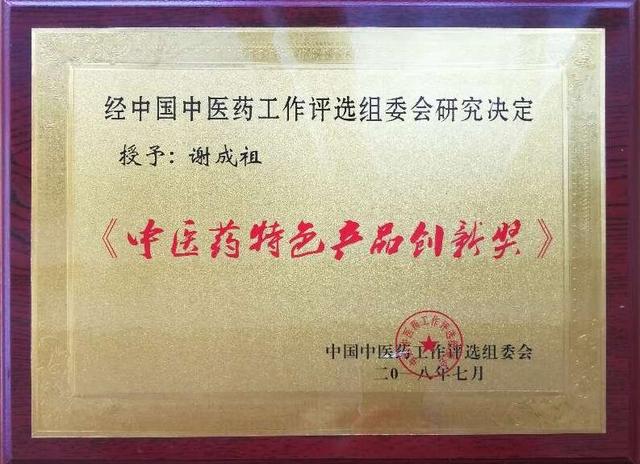 经中国中医药工作评选组委会研究决定
授予：谢成祖
《中医药特色产品创新奖》
中国中医药工作评选组委会
二〇一八年七月